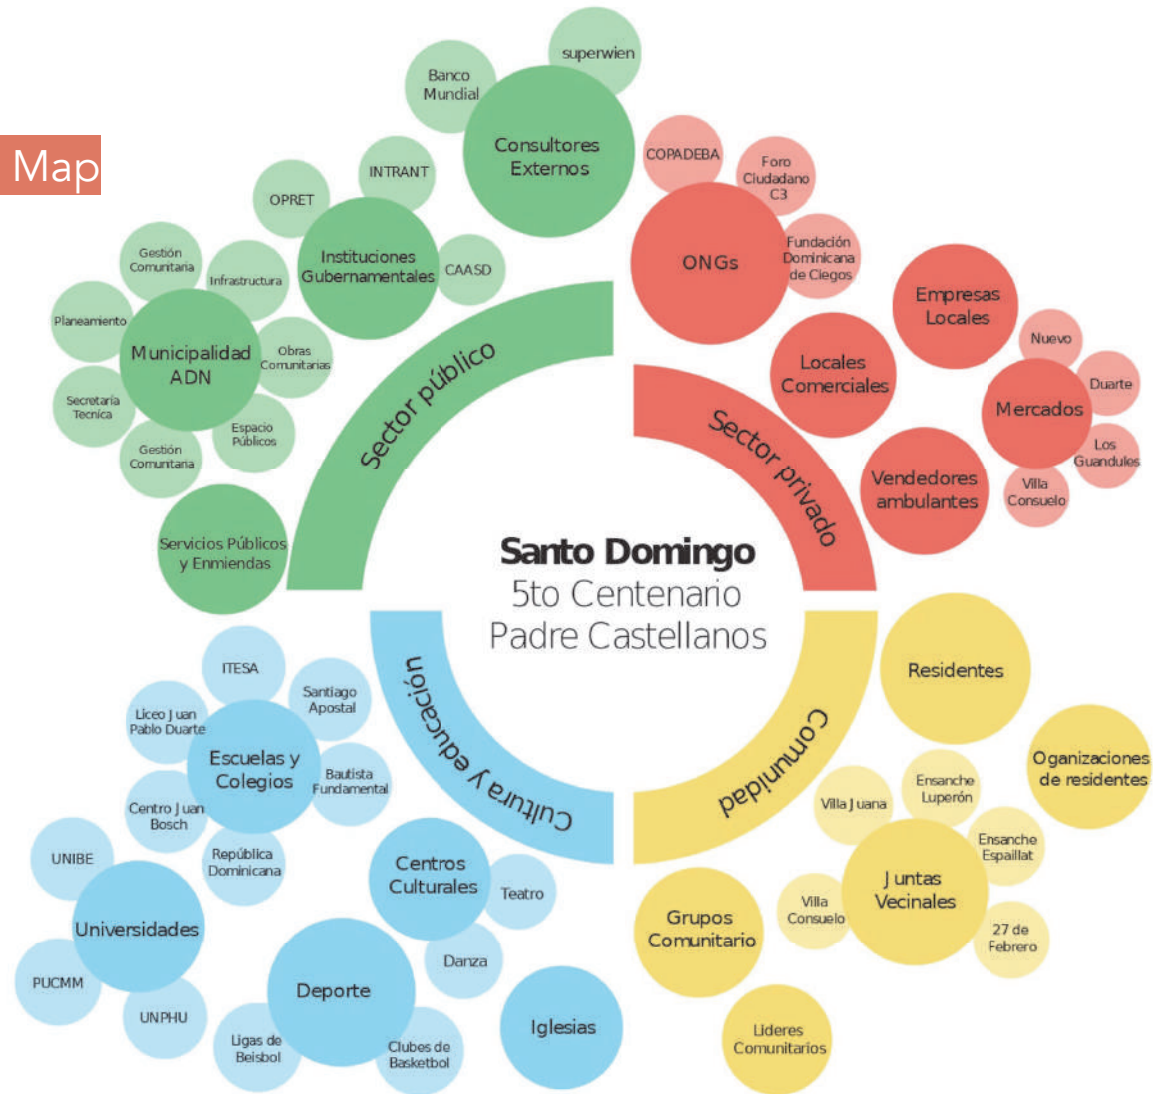 Map
superwien
Banco
Mundial
Consultores
Externos
INTRANT
OPRET
Instituciones
Gubernamentales
CAASD
Gestión
Comunitaria
Infrastructura
Planeamiento
Municipalidad
ADN
Obras
Comunitarias
Secretaría
Tecníca
Espacio
Públicos
Gestión
Comunitaria
Servicios Públicos
y Enmiendas
Sector público
COPADEBA
Foro
Ciudadano
C3
ONGs
Fundación
Dominicana
de Ciegos
Empresas
Locales
Locales
Comerciales
Nuevo
Duarte
Mercados
Los
Guandules
Villa
Consuelo
Vendedores
ambulantes
Sector privado
Santo Domingo
5to Centenario
Padre Castellanos
Cultura y educación
ITESA
Santiago
Apostal
Liceo Juan
Pablo Duarte
Escuelas y
Colegios
Bautista
Fundamental
Centro Juan
Bosch
República
Dominicana
UNIBE
Universidades
PUCMM
UNPHU
Centros
Culturales
Teatro
Danza
Deporte
Ligas de
Beisbol
Clubes de
Basketbol
Iglesias
Comunidad
Residentes
Oganizaciones
de residentes
Ensanche
Luperón
Villa Juana
Ensanche
Espaillat
Juntas
Vecinales
Villa
Consuelo
27 de
Febrero
Grupos
Comunitario
Lideres
Comunitarios